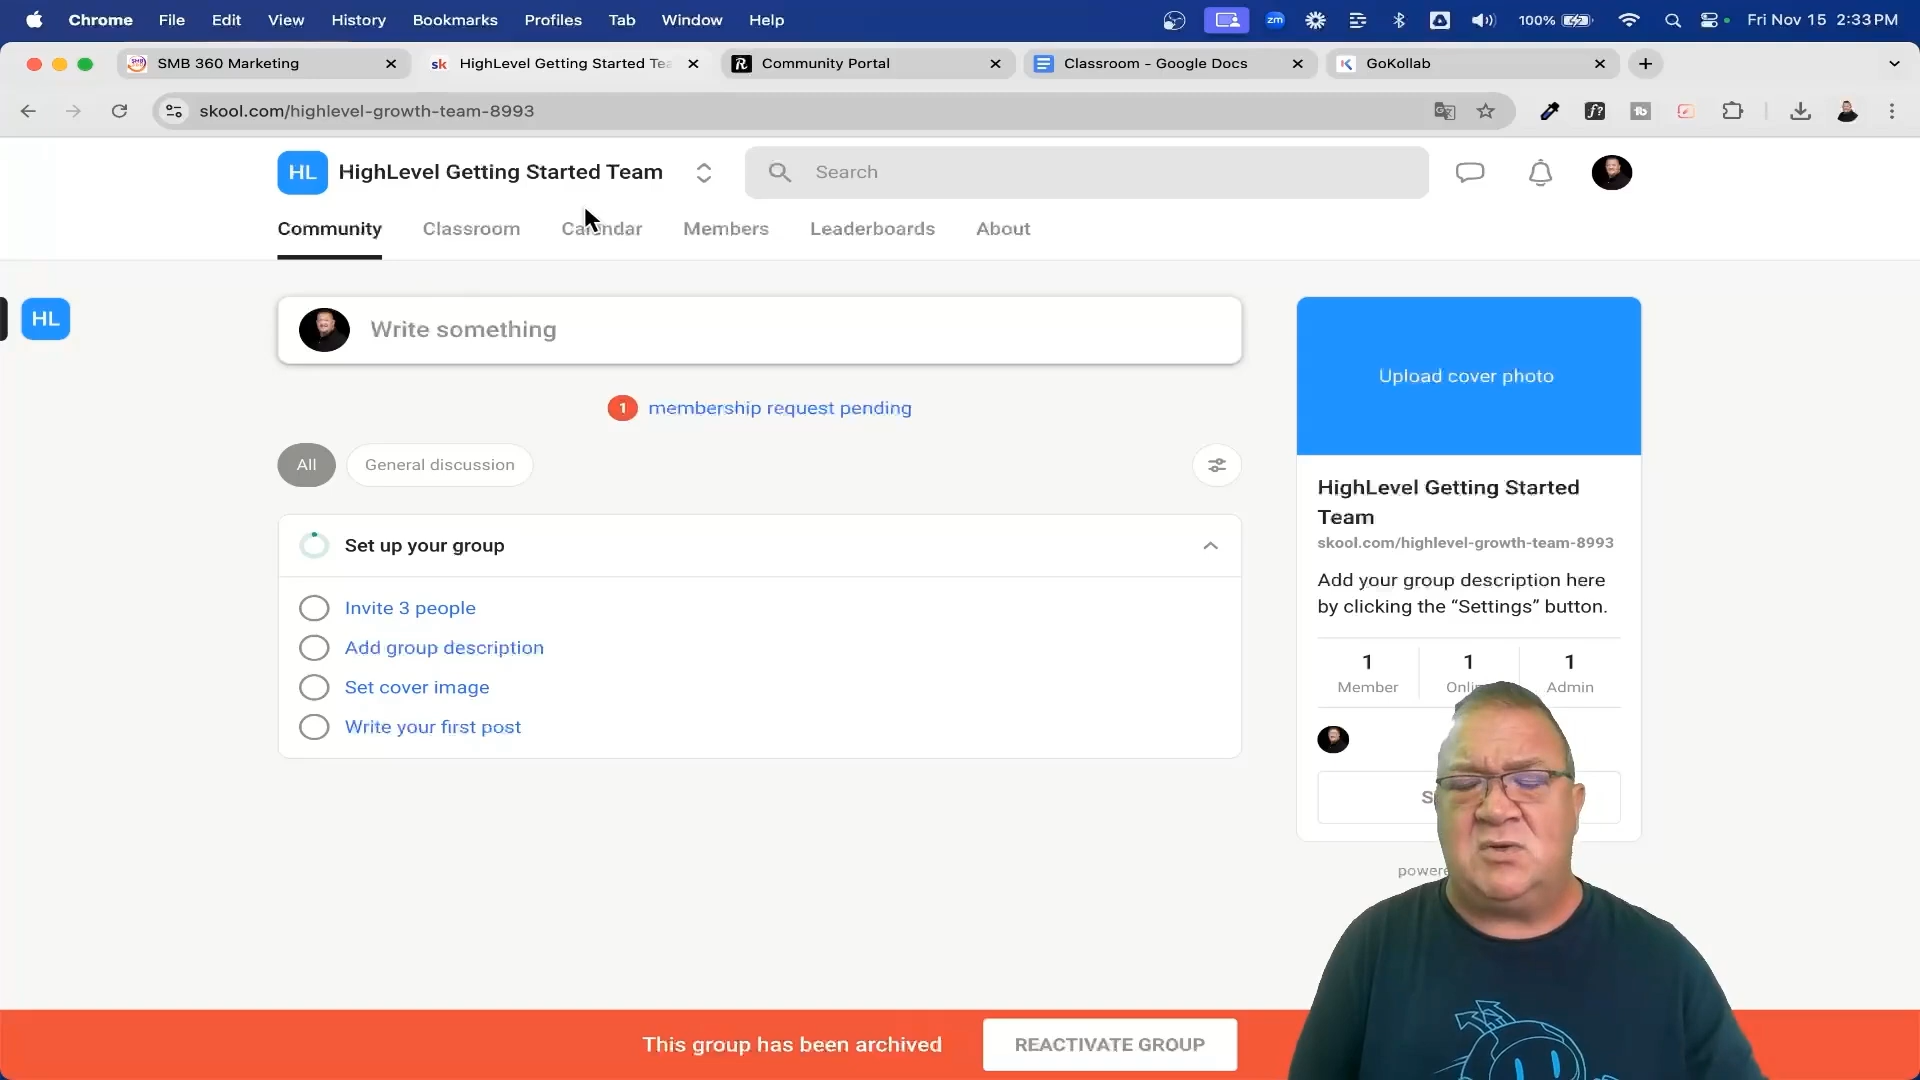 Chrome File Edit View History Bookmarks Profiles Tab Window Help zm 100% Fri Nov 15 2:33 PM
SMB 360 Marketing sk HighLevel Getting Started Tea Community Portal Classroom - Google Docs GoKollab
skool.com/highlevel-growth-team-8993
HL HighLevel Getting Started Team Search
Community Classroom Calendar Members Leaderboards About
HL
Write something
1 membership request pending
All General discussion
Set up your group
Invite 3 people
Add group description
Set cover image
Write your first post
Upload cover photo
HighLevel Getting Started
Team
skool.com/highlevel-growth-team-8993
Add your group description here
by clicking the “Settings” button.
1 1 1
Member Onli Admin
S
powere
This group has been archived REACTIVATE GROUP